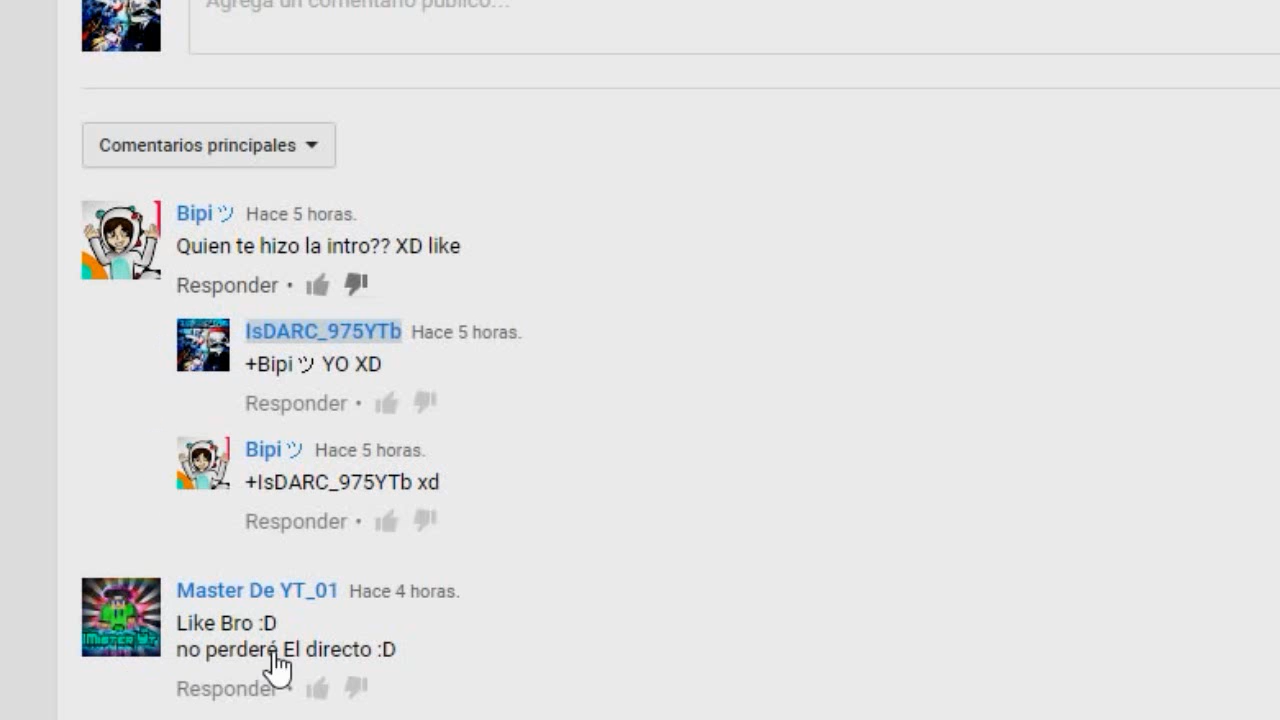 Agrega un comentario público...
Comentarios principales
Bipi ツ Hace 5 horas.
Quien te hizo la intro?? XD like
Responder •
IsDARC_975YTb Hace 5 horas.
+Bipi ツ YO XD
Responder •
Bipi ツ Hace 5 horas.
+IsDARC_975YTb xd
Responder •
Master De YT_01 Hace 4 horas.
Like Bro :D
no perderé El directo :D
Responder •